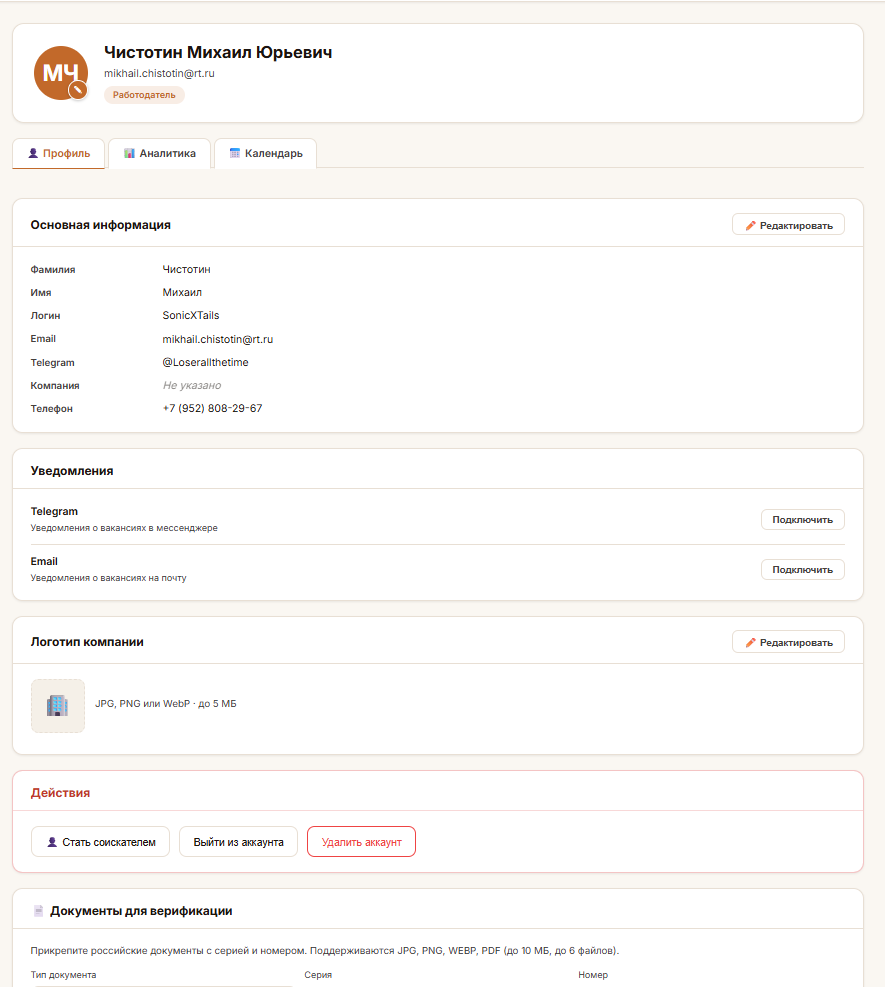 МЧ
Чистотин Михаил Юрьевич
mikhail.chistotin@rt.ru
Работодатель
Профиль
Аналитика
Календарь
Основная информация
Редактировать
Фамилия Чистотин
Имя Михаил
Логин SonicXTails
Email mikhail.chistotin@rt.ru
Telegram @Loserallthetime
Компания Не указано
Телефон +7 (952) 808-29-67
Уведомления
Telegram
Уведомления о вакансиях в мессенджере
Подключить
Email
Уведомления о вакансиях на почту
Подключить
Логотип компании
Редактировать
JPG, PNG или WebP · до 5 МБ
Действия
Стать соискателем
Выйти из аккаунта
Удалить аккаунт
Документы для верификации
Прикрепите российские документы с серией и номером. Поддерживаются JPG, PNG, WEBP, PDF (до 10 МБ, до 6 файлов).
Тип документа Серия Номер